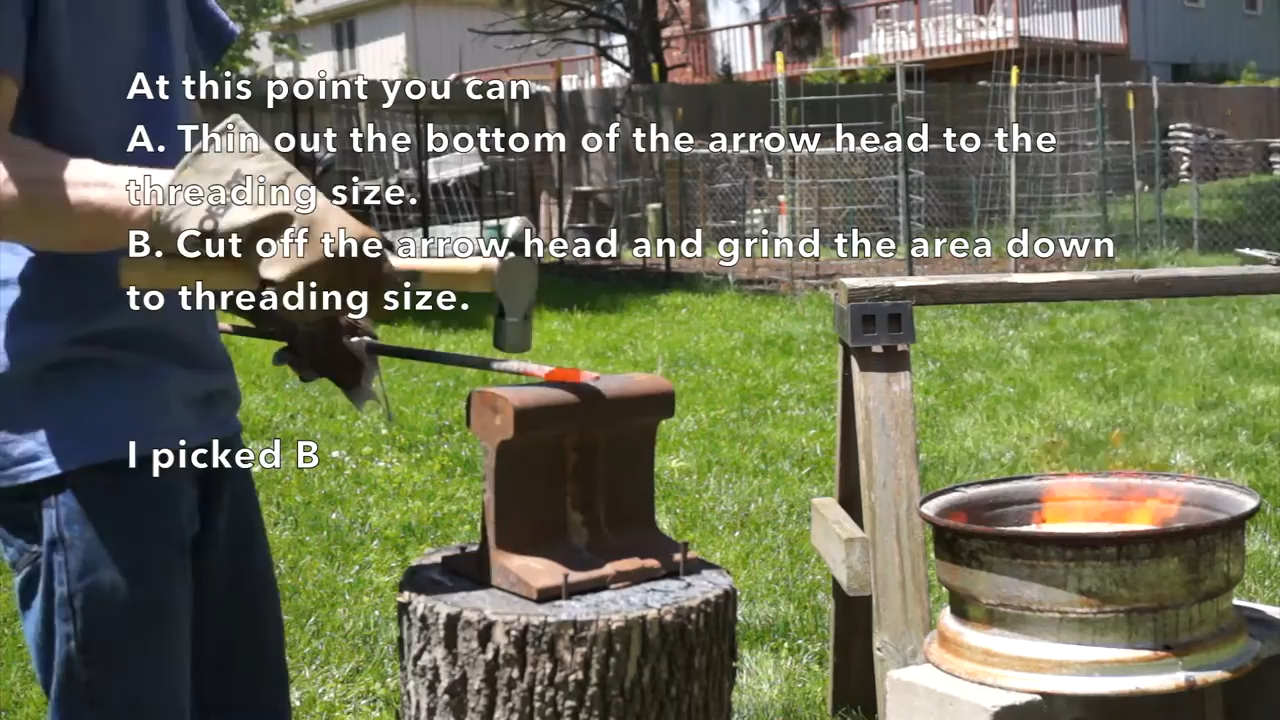 At this point you can
A. Thin out the bottom of the arrow head to the
threading size.
B. Cut off the arrow head and grind the area down
to threading size.
I picked B